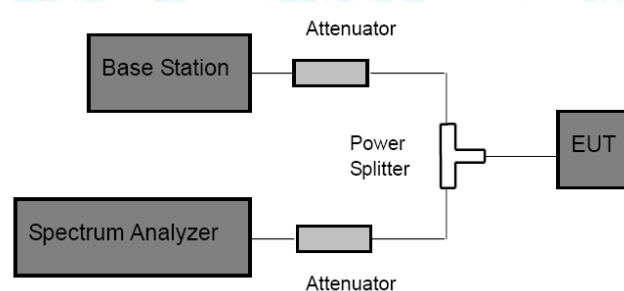 Attenuator
Base Station
Power
Splitter
EUT
Spectrum Analyzer
Attenuator